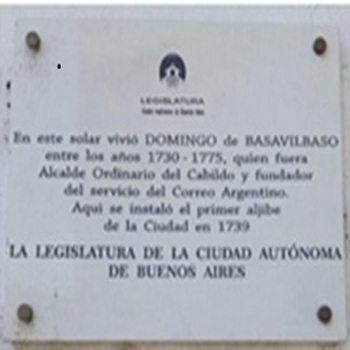 LEGISLATURA
En este solar vivió DOMINGO de BASAVILBASO
entre los años 1730-1775, quien fuera
Alcalde Ordinario del Cabildo y fundador
del servicio del Correo Argentino.
Aqui se instaló el primer aljibe
de la Ciudad en 1739
LA LEGISLATURA DE LA CIUDAD AUTÓNOMA
DE BUENOS AIRES